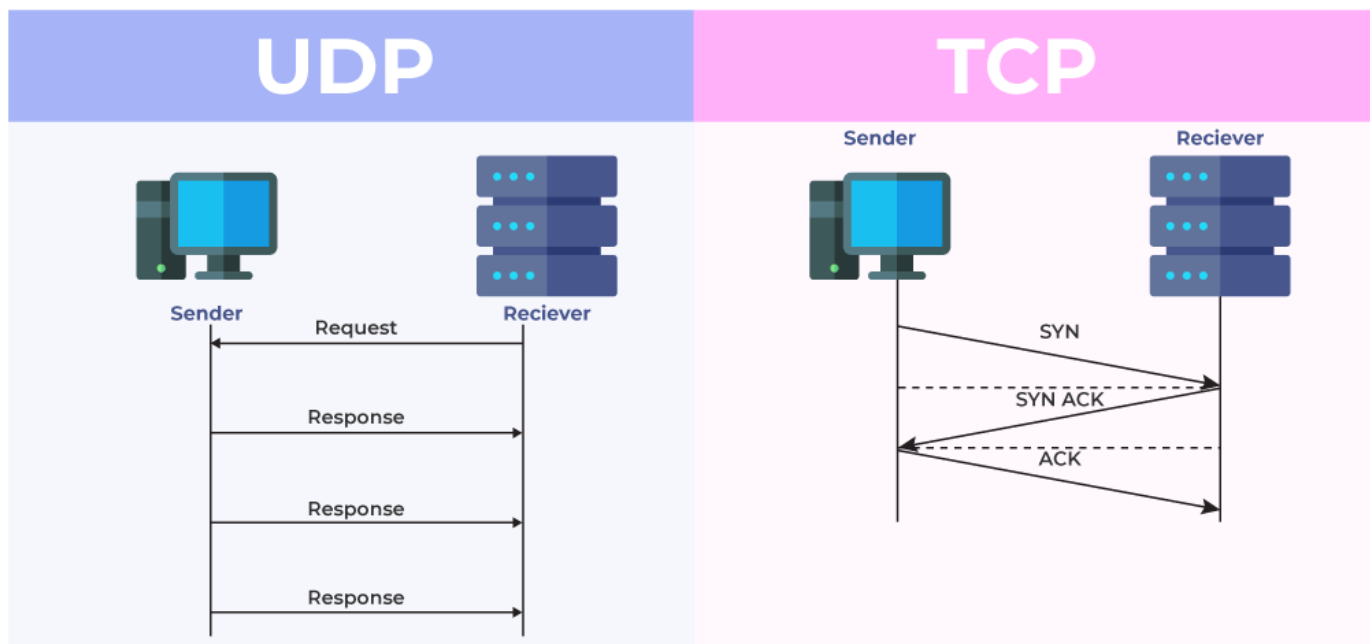 UDP
Sender
Reciever
Request
Response
Response
Response
TCP
Sender
Reciever
SYN
SYN ACK
ACK